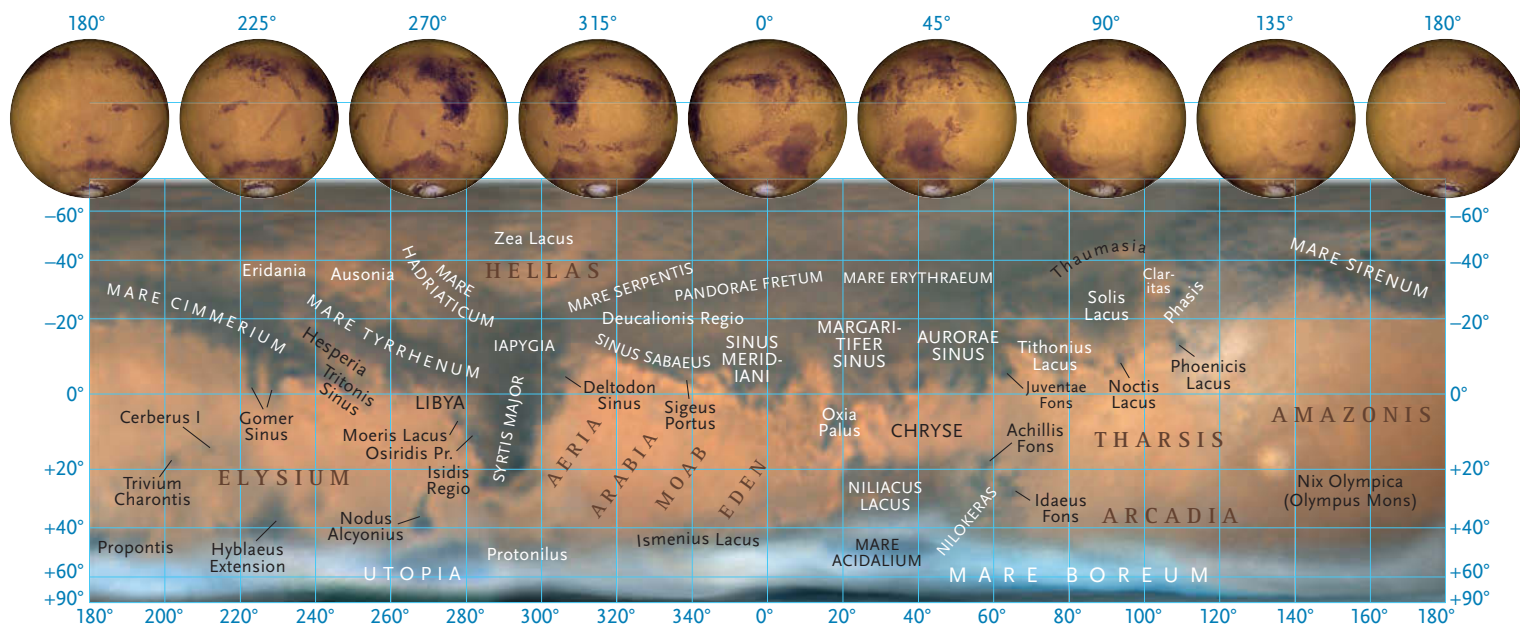 180° 225° 270° 315° 0° 45° 90° 135° 180°
−60° −60°
Zea Lacus
Thaumasia
MARE SIRENUM
−40° −40°
Eridania
Ausonia
MARE
HADRIATICUM
HELLAS
MARE SERPENTIS
PANDORAE FRETUM
MARE ERYTHRAEUM
Clar-
itas
Solis
Lacus
Phasis
MARE CIMMERIUM
MARE TYRRHENUM
−20° −20°
Deucalionis Regio
Hesperia
Tritonis
Sinus
IAPYGIA
SINUS SABAEUS
SINUS
MERID-
IANI
MARGARI-
TIFER
SINUS
AURORAE
SINUS
Tithonius
Lacus
Phoenicis
Lacus
0° 0°
Cerberus I
Gomer
Sinus
LIBYA
SYRTIS MAJOR
Deltodon
Sinus
Sigeus
Portus
Juventae
Fons
Noctis
Lacus
AMAZONIS
Moeris Lacus
Osiridis Pr.
Isidis
Regio
Oxia
Palus
CHRYSE
Achillis
Fons
THARSIS
+20° +20°
Trivium
Charontis
ELYSIUM
AERIA
ARABIA
MOAB
EDEN
NILIACUS
LACUS
NILOKERAS
Idaeus
Fons
ARCADIA
Nix Olympica
(Olympus Mons)
+40° +40°
Propontis
Hyblaeus
Extension
Nodus
Alcyonius
Protonilus
Ismenius Lacus
MARE
ACIDALIUM
+60° +60°
UTOPIA
MARE BOREUM
+90° +90°
180 200 220 240 260 280 300 320 340 0° 20 40 60 80 100 120 140 160 180°